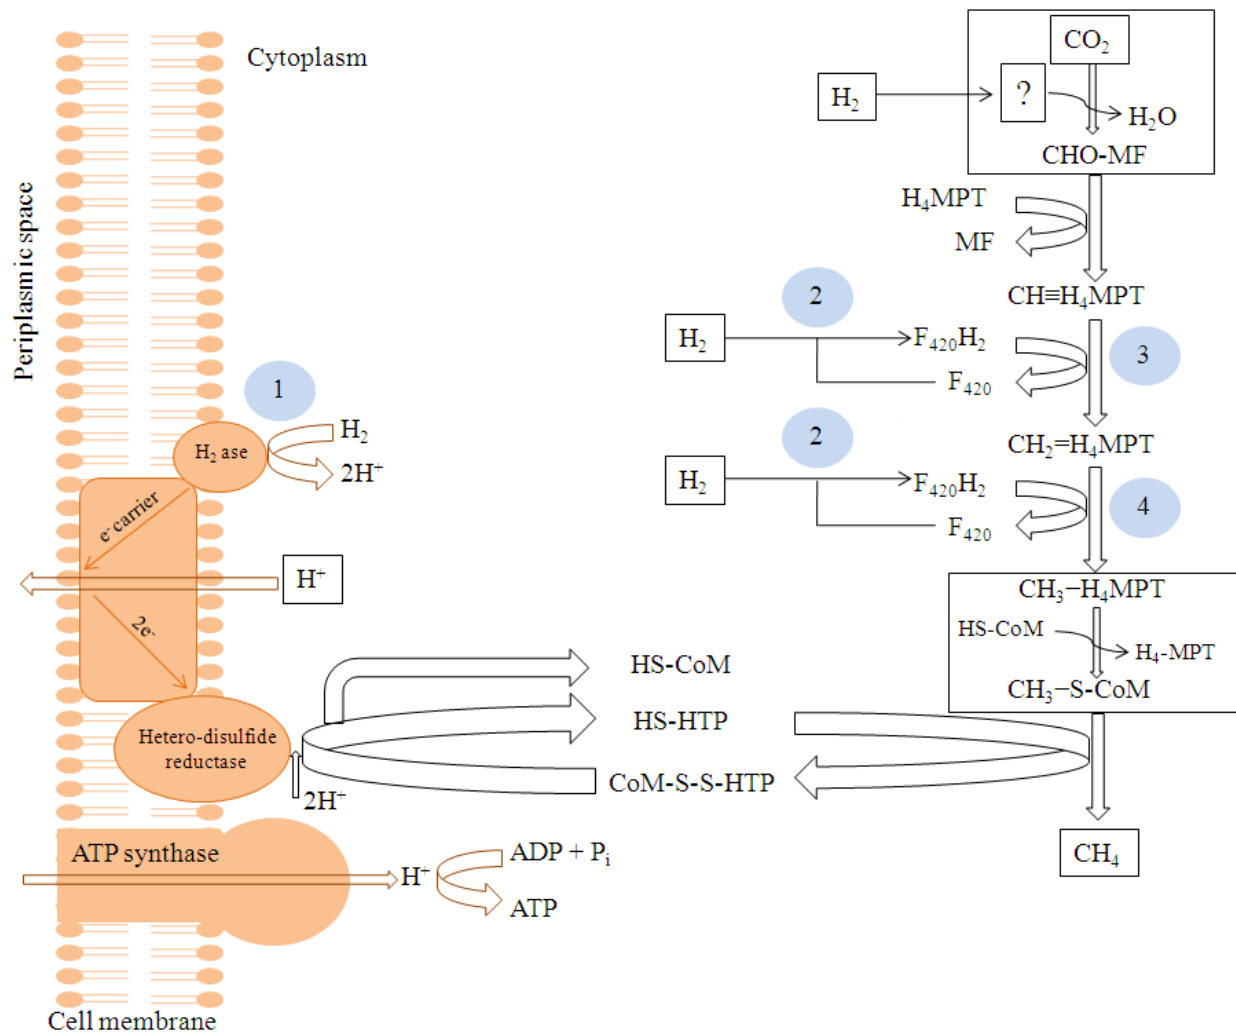 Cytoplasm
Periplasmic space
CO₂
H₂
?
H₂O
CHO-MF
H₄MPT
MF
CH≡H₄MPT
2
H₂
F₄₂₀H₂
F₄₂₀
3
1
H₂
2H⁺
H₂ ase
CH₂=H₄MPT
2
H₂
F₄₂₀H₂
F₄₂₀
4
e⁻ carrier
H⁺
2e⁻
CH₃−H₄MPT
HS-CoM
H₄-MPT
CH₃−S-CoM
HS-CoM
HS-HTP
CoM-S-S-HTP
Hetero-disulfide
reductase
2H⁺
ATP synthase
H⁺
ADP + Pᵢ
ATP
CH₄
Cell membrane